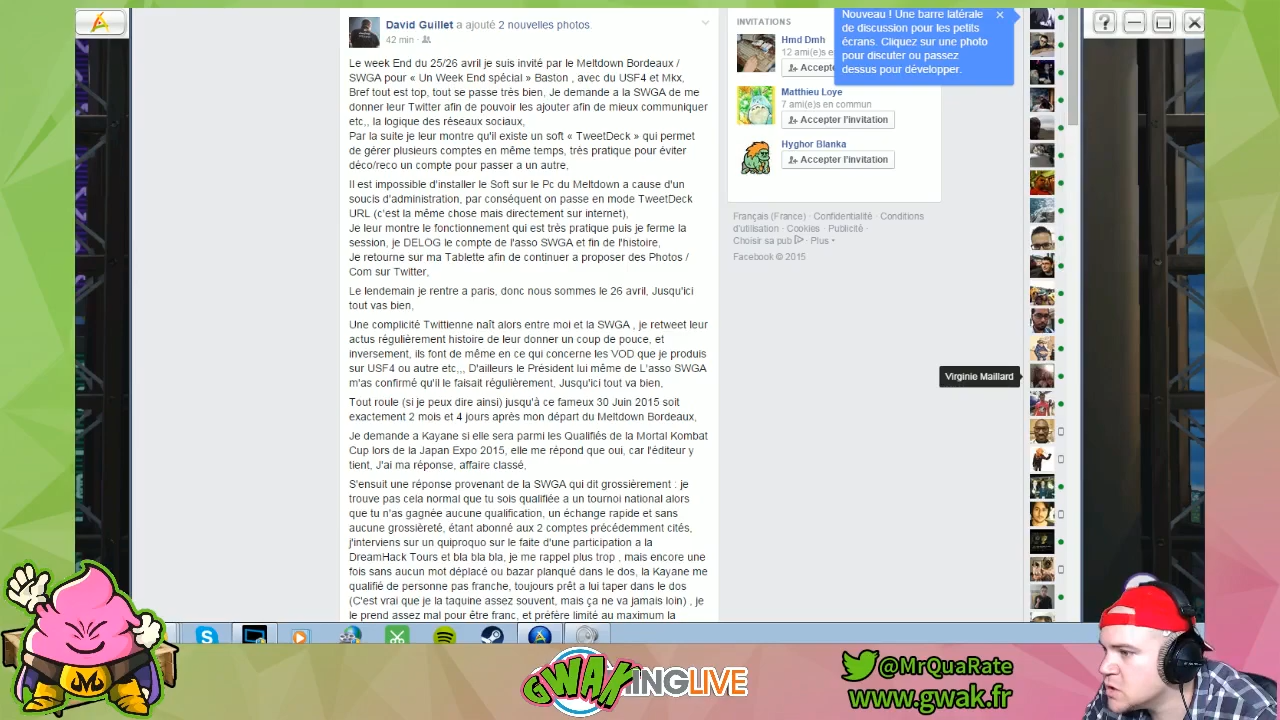 David Guillet a ajouté 2 nouvelles photos.
42 min ·
Le week End du 25/26 avril je suis invité par le Meltdown Bordeaux /
SWGA pour « Un Week End spécial » Baston , avec du USF4 et Mkx,
Bref tout est top, tout se passe très bien, Je demande a la SWGA de me
donner leur Twitter afin de pouvoir les ajouter afin de mieux communiquer
etc,, la logique des réseaux sociaux,
Par la suite je leur montre qu'il existe un soft « TweetDeck » qui permet
de gérer plusieurs comptes en même temps, très pratique pour éviter
déco/reco un compte pour passer a un autre,
Il est impossible d'installer le Soft sur le Pc du Meltdown a cause d'un
soucis d'administration, par conséquent on passe en mode TweetDeck
URL (c'est la même chose mais directement sur internet),
Je leur montre le fonctionnement qui est très pratique puis je ferme la
session, je DELOG le compte de l'asso SWGA et fin de l'histoire,
Je retourne sur ma Tablette afin de continuer a proposer des Photos /
Com sur Twitter,
Le lendemain je rentre a paris, donc nous sommes le 26 avril, Jusqu'ici
tout vas bien,
Une complicité Twittienne naît alors entre moi et la SWGA , je retweet leur
actus régulièrement histoire de leur donner un coup de pouce, et
inversement, ils font de même en ce qui concerne les VOD que je produis
sur USF4 ou autre etc,,, D'ailleurs le Président lui même de L'asso SWGA
m'as confirmé qu'il le faisait régulièrement, Jusqu'ici tout va bien,
Tout roule (si je peux dire ainsi) jusqu'à ce fameux 30 Juin 2015 soit
exactement 2 mois et 4 jours après mon départ du Meltdown Bordeaux,
Je demande a Kayane si elle sera parmi les Qualifiés de la Mortal Kombat
Cup lors de la Japan Expo 2015, elle me répond que oui, car l'éditeur y
tient, J'ai ma réponse, affaire classé,
S'ensuit une réponse provenant de la SWGA qui dit grossièrement : je
trouve pas cela normal que tu sois qualifiée a un tournoi national alors
que tu n'as gagnée aucune qualification, un échange rapide et sans
aucune grossièreté, étant abonné aux 2 comptes précédemment cités,
j'interviens sur un quiproquo sur le faite d'une participation a la
DreamHack Tours et bla bla bla, je me rappel plus trop , mais encore une
fois sans aucun mot déplacé ou bazar planqué dans le dos, la Kayane me
qualifié de personne pas franche, toujours prêt a lui taper dans le dos
(C'est vrai que je la taquine assez souvent, mais ça ne va jamais loin) , je
le prend assez mal pour être franc, et préfère limité au maximum la
INVITATIONS
Hmd Dmh
12 ami(e)s e
Accepte
Matthieu Loye
7 ami(e)s en commun
Accepter l'invitation
Hyghor Blanka
Accepter l'invitation
Français (France) · Confidentialité · Conditions
d'utilisation · Cookies · Publicité ·
Choisir sa pub · Plus
Facebook © 2015
Nouveau ! Une barre latérale
de discussion pour les petits
écrans. Cliquez sur une photo
pour discuter ou passez
dessus pour développer.
Virginie Maillard
GWAKMINGLIVE
@MrQuaRate
www.gwak.fr